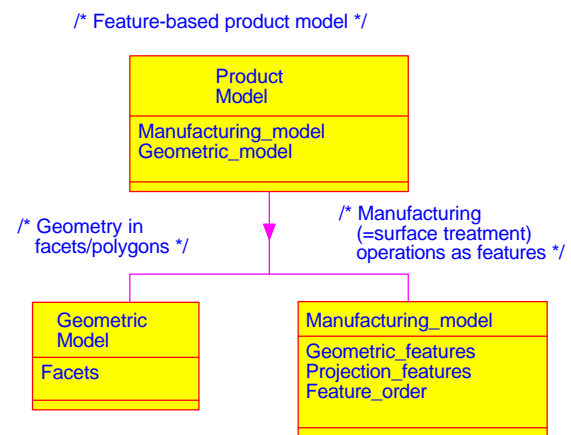 /* Feature-based product model */
Product
Model
Manufacturing_model
Geometric_model
/* Geometry in
facets/polygons */
/* Manufacturing
(=surface treatment)
operations as features */
Geometric
Model
Facets
Manufacturing_model
Geometric_features
Projection_features
Feature_order